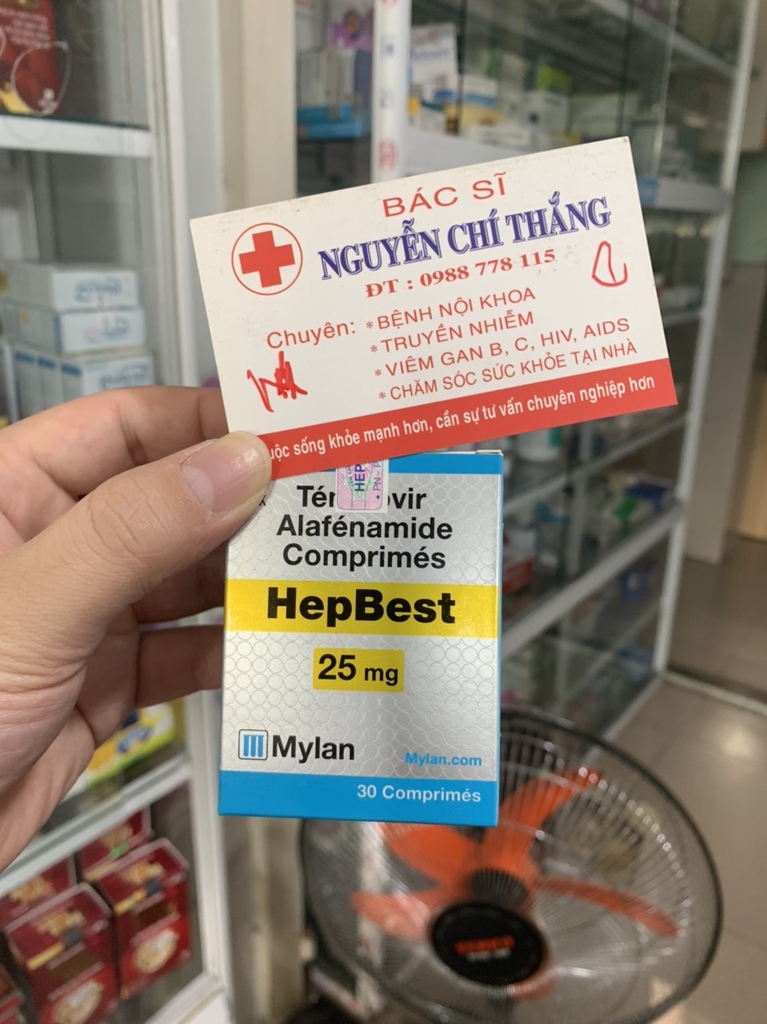 BÁC SĨ
NGUYỄN CHÍ THẮNG
ĐT : 0988 778 115
Chuyên: * BỆNH NỘI KHOA
* TRUYỀN NHIỄM
* VIÊM GAN B, C, HIV, AIDS
* CHĂM SÓC SỨC KHỎE TẠI NHÀ
sống khỏe mạnh hơn, cần sự tư vấn chuyên nghiệp hơn
HEP
Alafénamide
Comprimés
HepBest
25 mg
Mylan
Mylan.com
30 Comprimés